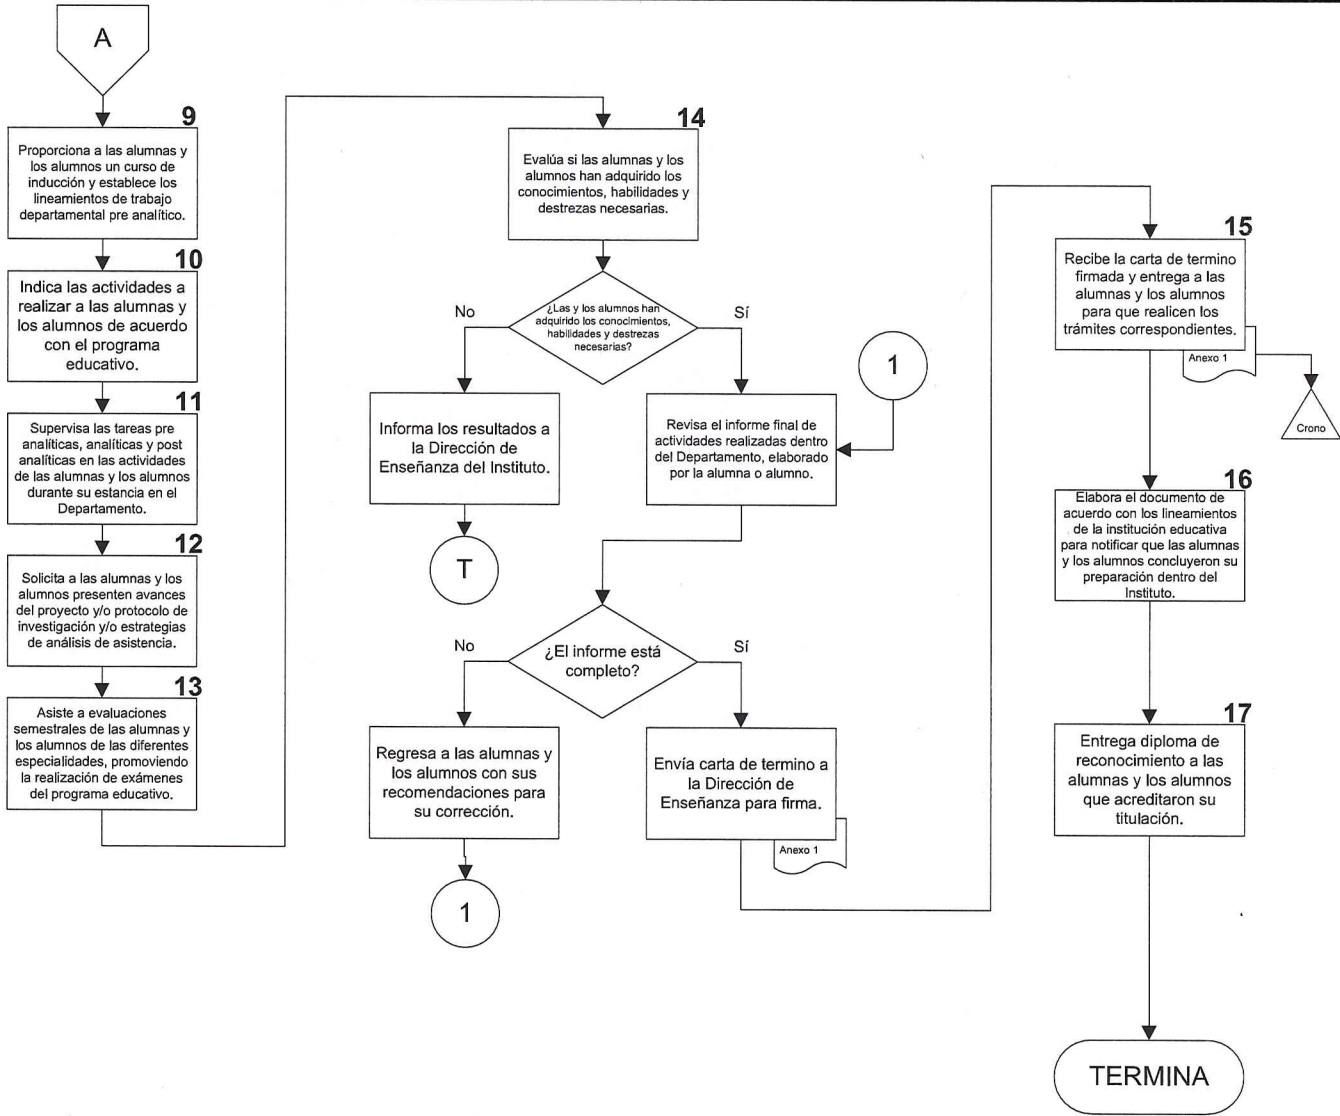 A
9
Proporciona a las alumnas y
los alumnos un curso de
inducción y establece los
lineamientos de trabajo
departamental pre analítico.
10
Indica las actividades a
realizar a las alumnas y
los alumnos de acuerdo
con el programa
educativo.
11
Supervisa las tareas pre
analíticas, analíticas y post
analíticas en las actividades
de las alumnas y los alumnos
durante su estancia en el
Departamento.
12
Solicita a las alumnas y los
alumnos presenten avances
del proyecto y/o protocolo de
investigación y/o estrategias
de análisis de asistencia.
13
Asiste a evaluaciones
semestrales de las alumnas y
los alumnos de las diferentes
especialidades, promoviendo
la realización de exámenes
del programa educativo.
14
Evalúa si las alumnas y los
alumnos han adquirido los
conocimientos, habilidades y
destrezas necesarias.
¿Las y los alumnos han
adquirido los conocimientos,
habilidades y destrezas
necesarias?
No
Sí
Informa los resultados a
la Dirección de
Enseñanza del Instituto.
T
1
Revisa el informe final de
actividades realizadas dentro
del Departamento, elaborado
por la alumna o alumno.
¿El informe está
completo?
No
Sí
Regresa a las alumnas y
los alumnos con sus
recomendaciones para
su corrección.
1
Envía carta de termino a
la Dirección de
Enseñanza para firma.
Anexo 1
15
Recibe la carta de termino
firmada y entrega a las
alumnas y los alumnos
para que realicen los
trámites correspondientes.
Anexo 1
Crono
16
Elabora el documento de
acuerdo con los lineamientos
de la institución educativa
para notificar que las alumnas
y los alumnos concluyeron su
preparación dentro del
Instituto.
17
Entrega diploma de
reconocimiento a las
alumnas y los alumnos
que acreditaron su
titulación.
TERMINA